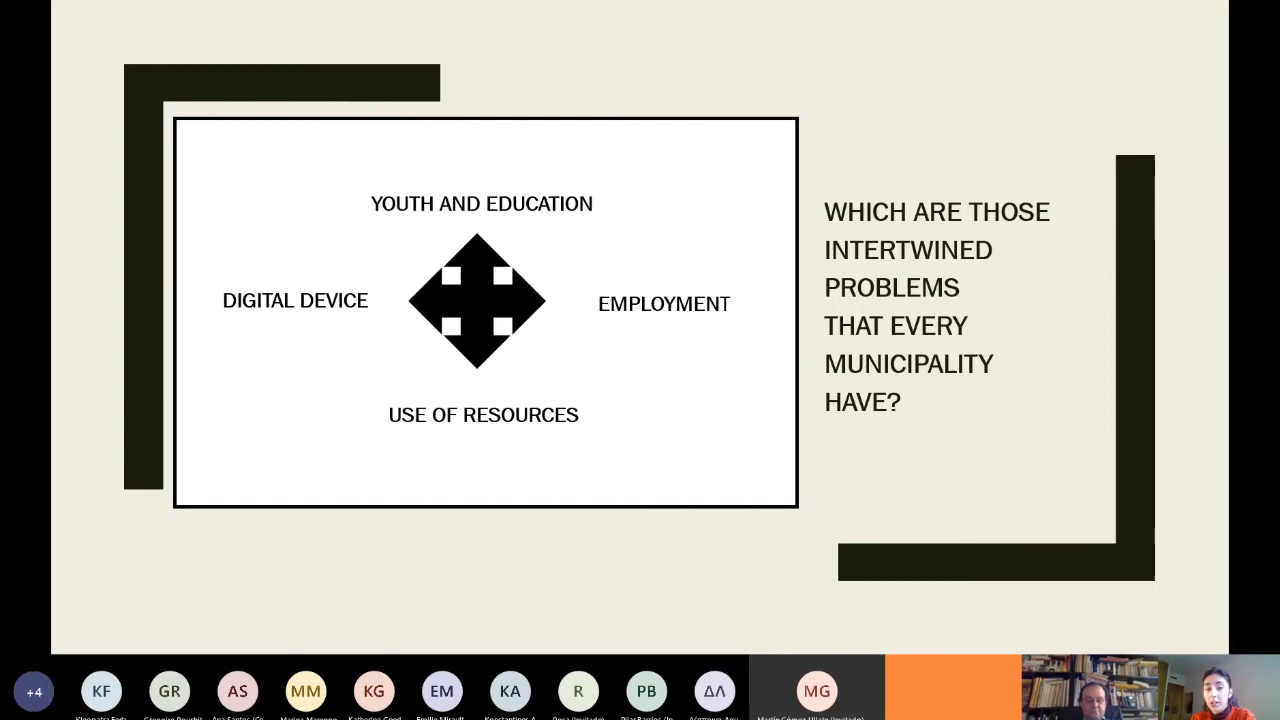 YOUTH AND EDUCATION
DIGITAL DEVICE
EMPLOYMENT
USE OF RESOURCES
WHICH ARE THOSE
INTERTWINED
PROBLEMS
THAT EVERY
MUNICIPALITY
HAVE?
+4
KF
GR
AS
MM
KG
EM
KA
R
PB
ΔΛ
MG